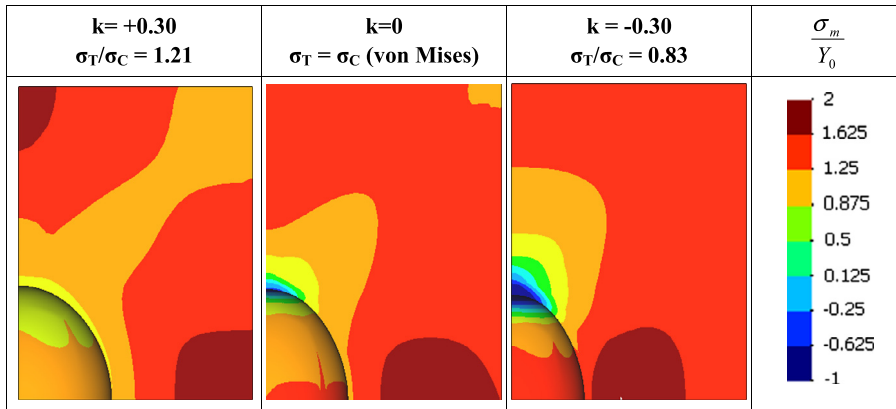 k= +0.30
σT/σC = 1.21
k=0
σT = σC (von Mises)
k = -0.30
σT/σC = 0.83
σm
Y0
2
1.625
1.25
0.875
0.5
0.125
-0.25
-0.625
-1